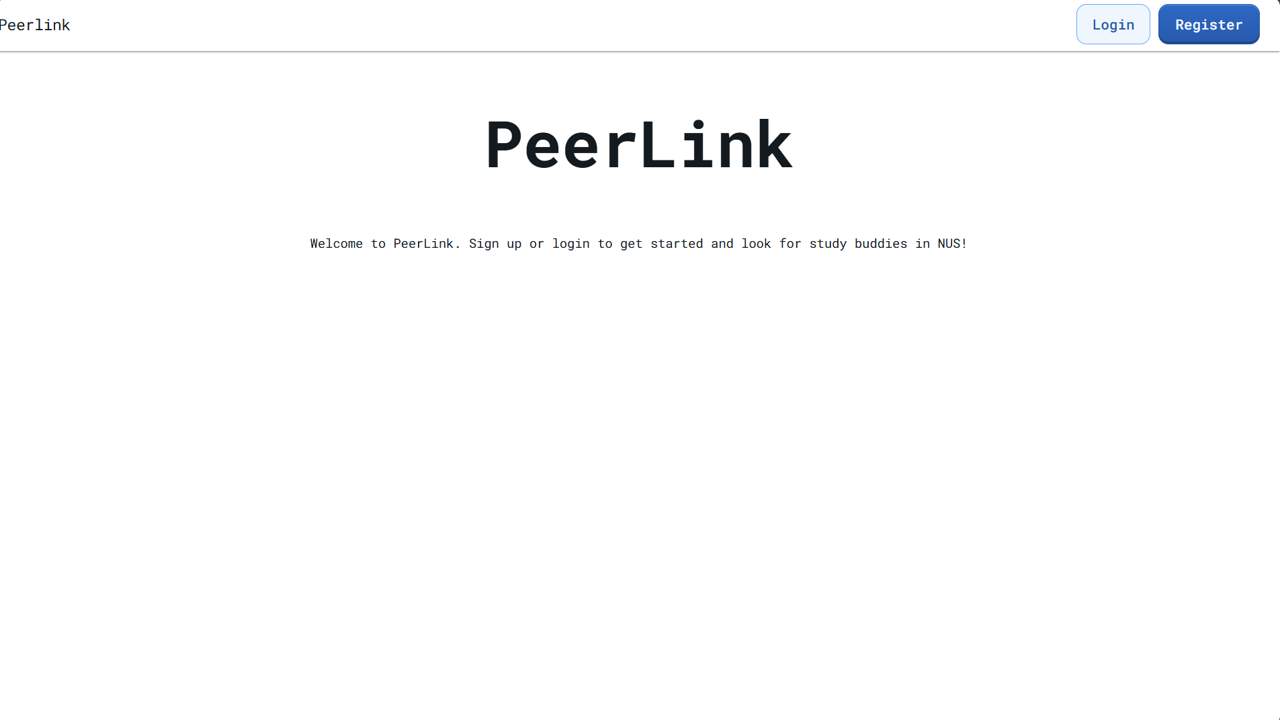 Peerlink
Login
Register
PeerLink
Welcome to PeerLink. Sign up or login to get started and look for study buddies in NUS!